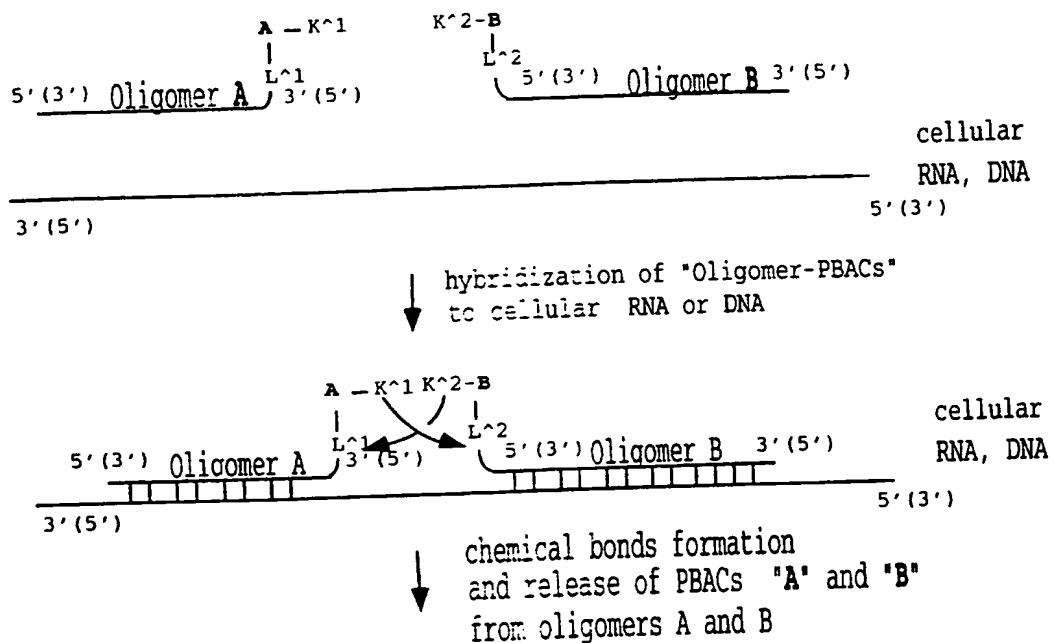 A — K^1
K^2-B
L^1
L^2
5'(3') Oligomer A 3'(5')
5'(3') Oligomer B 3'(5')
cellular
RNA, DNA
3'(5')
5'(3')
hybridization of "Oligomer-PBACs"
to cellular RNA or DNA
A — K^1 K^2-B
L^1
L^2
5'(3') Oligomer A 3'(5')
5'(3') Oligomer B 3'(5')
cellular
RNA, DNA
3'(5')
5'(3')
chemical bonds formation
and release of PBACs "A" and "B"
from oligomers A and B